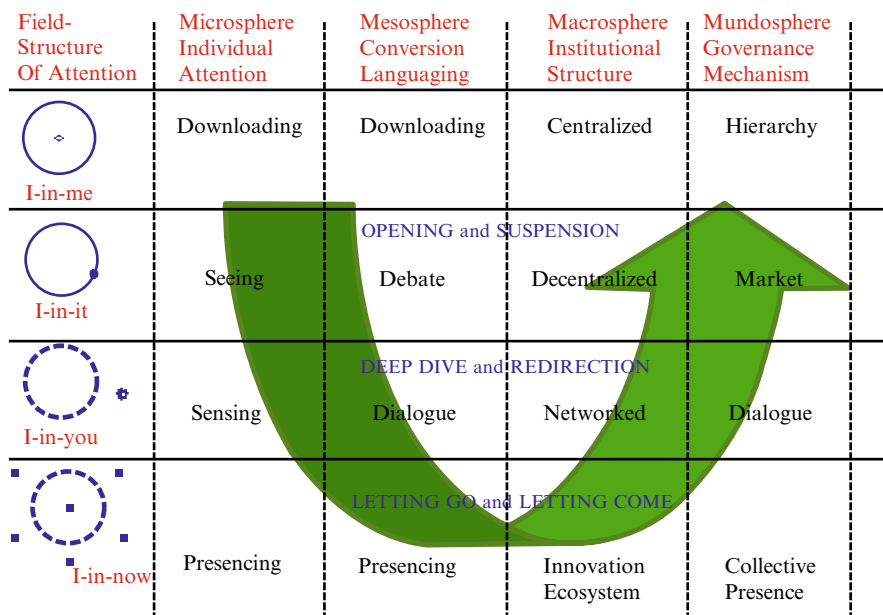 Field-
Structure
Of Attention
Microsphere
Individual
Attention
Mesosphere
Conversion
Languaging
Macrosphere
Institutional
Structure
Mundosphere
Governance
Mechanism
I-in-me
Downloading
Downloading
Centralized
Hierarchy
OPENING and SUSPENSION
I-in-it
Seeing
Debate
Decentralized
Market
DEEP DIVE and REDIRECTION
I-in-you
Sensing
Dialogue
Networked
Dialogue
LETTING GO and LETTING COME
I-in-now
Presencing
Presencing
Innovation
Ecosystem
Collective
Presence